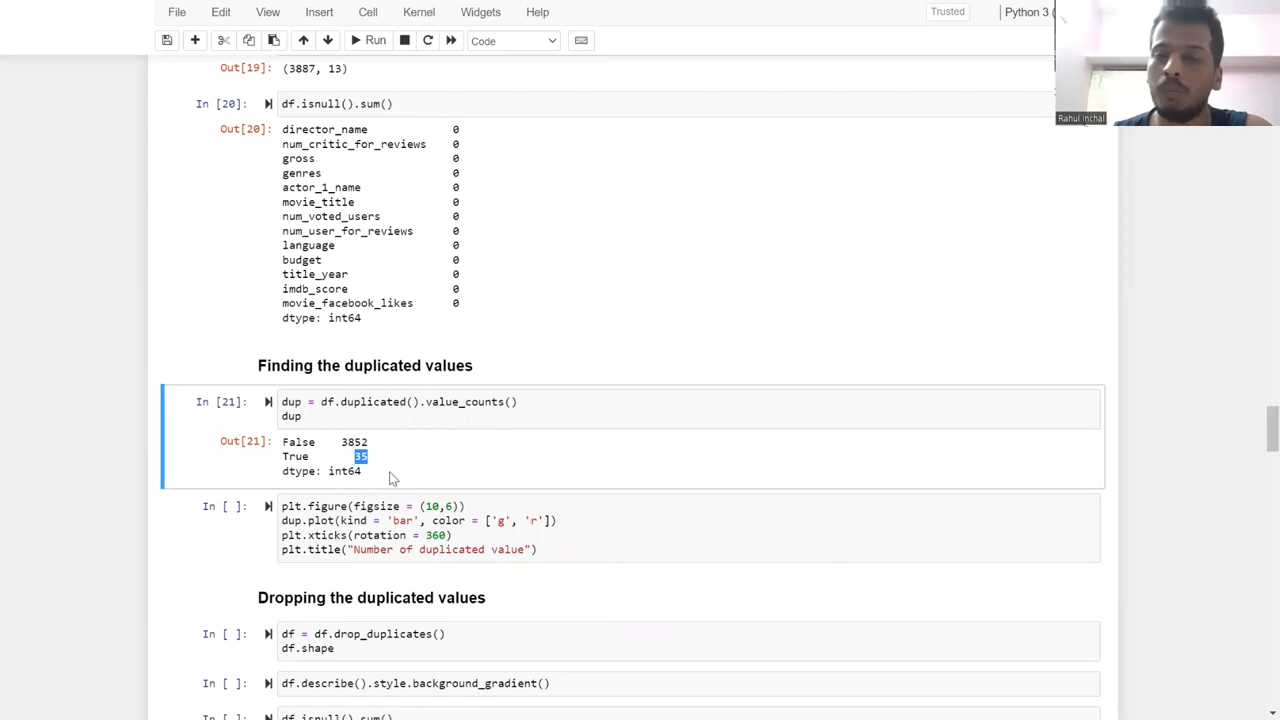 File Edit View Insert Cell Kernel Widgets Help Trusted Python 3 (
Run Code
Out[19]: (3887, 13)
In [20]: df.isnull().sum()
Out[20]: director_name 0
num_critic_for_reviews 0
gross 0
genres 0
actor_1_name 0
movie_title 0
num_voted_users 0
num_user_for_reviews 0
language 0
budget 0
title_year 0
imdb_score 0
movie_facebook_likes 0
dtype: int64
Rahul Inchal
Finding the duplicated values
In [21]: dup = df.duplicated().value_counts()
dup
Out[21]: False 3852
True 35
dtype: int64
In [ ]: plt.figure(figsize = (10,6))
dup.plot(kind = 'bar', color = ['g', 'r'])
plt.xticks(rotation = 360)
plt.title("Number of duplicated value")
Dropping the duplicated values
In [ ]: df = df.drop_duplicates()
df.shape
In [ ]: df.describe().style.background_gradient()
In [ ]: df.isnull().sum()